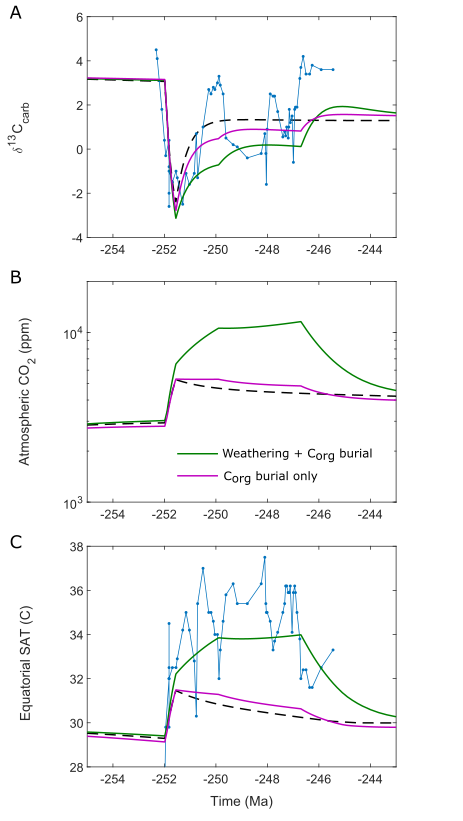 A
6
4
2
0
-2
-4
δ13Ccarb
-254 -252 -250 -248 -246 -244
B
10^4
10^3
Atmospheric CO2 (ppm)
Weathering + Corg burial
Corg burial only
-254 -252 -250 -248 -246 -244
C
38
36
34
32
30
28
Equatorial SAT (C)
-254 -252 -250 -248 -246 -244
Time (Ma)